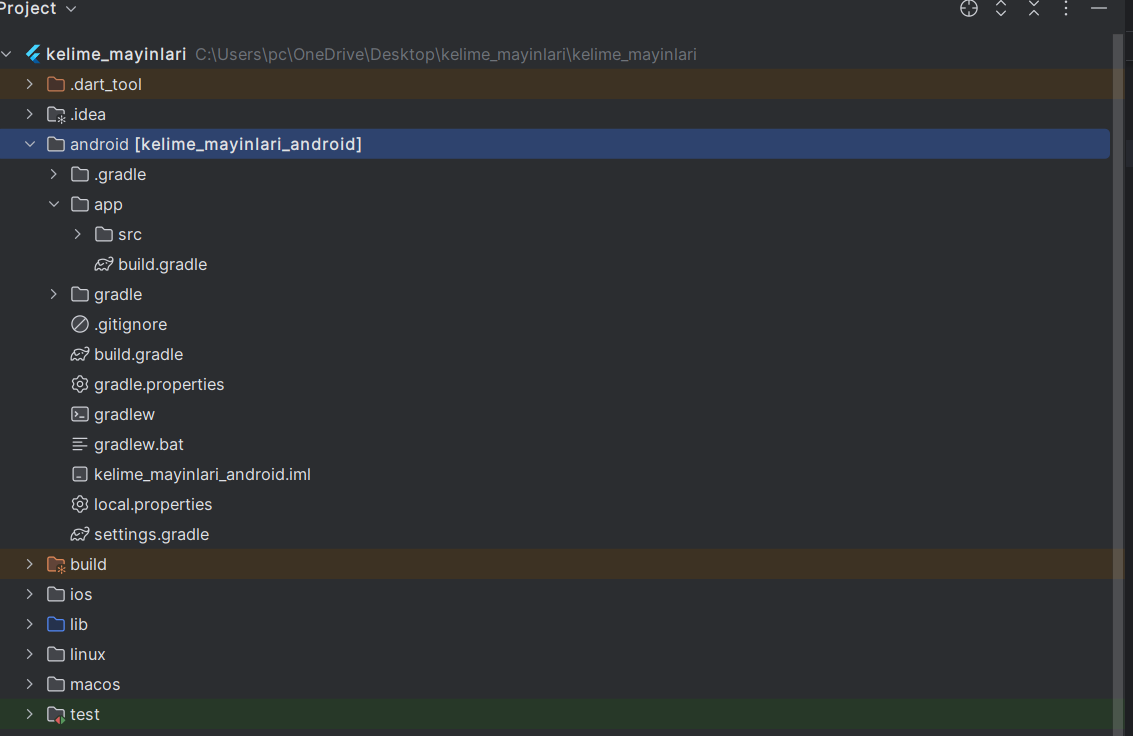 Project
kelime_mayinlari C:\Users\pc\OneDrive\Desktop\kelime_mayinlari\kelime_mayinlari
.dart_tool
.idea
android [kelime_mayinlari_android]
.gradle
app
src
build.gradle
gradle
.gitignore
build.gradle
gradle.properties
gradlew
gradlew.bat
kelime_mayinlari_android.iml
local.properties
settings.gradle
build
ios
lib
linux
macos
test